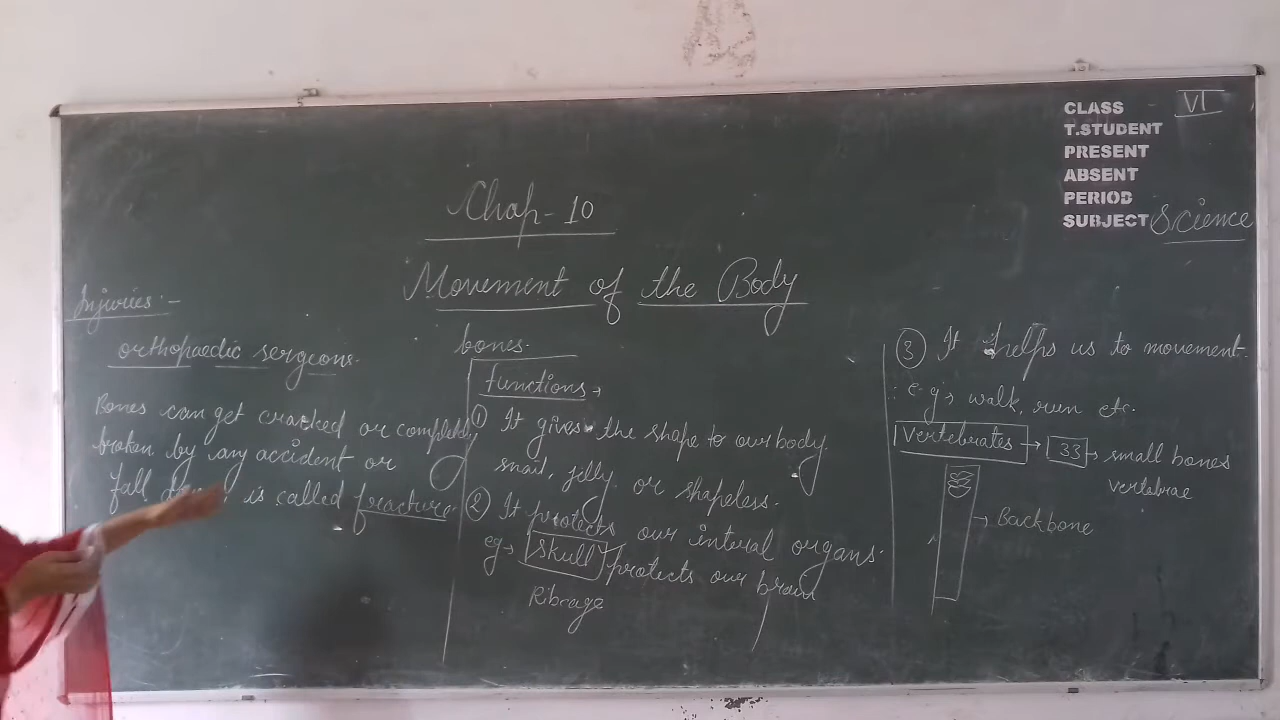 CLASS VI
T.STUDENT
PRESENT
ABSENT
PERIOD
SUBJECT Science
Chap-10
Movement of the Body
Injuries:-
orthopaedic sergeons.
Bones can get cracked or completely
broken by any accident or
fall is called fracture.
bones.
functions→
① It gives the shape to our body.
snail, jelly or shapeless.
② It protects our interal organs.
eg→ Skull protects our brain
Ribcage
③ It helps us to movement.
e.g→ walk, run etc.
Vertebrates → 33 → small bones
vertebrae
→ Backbone